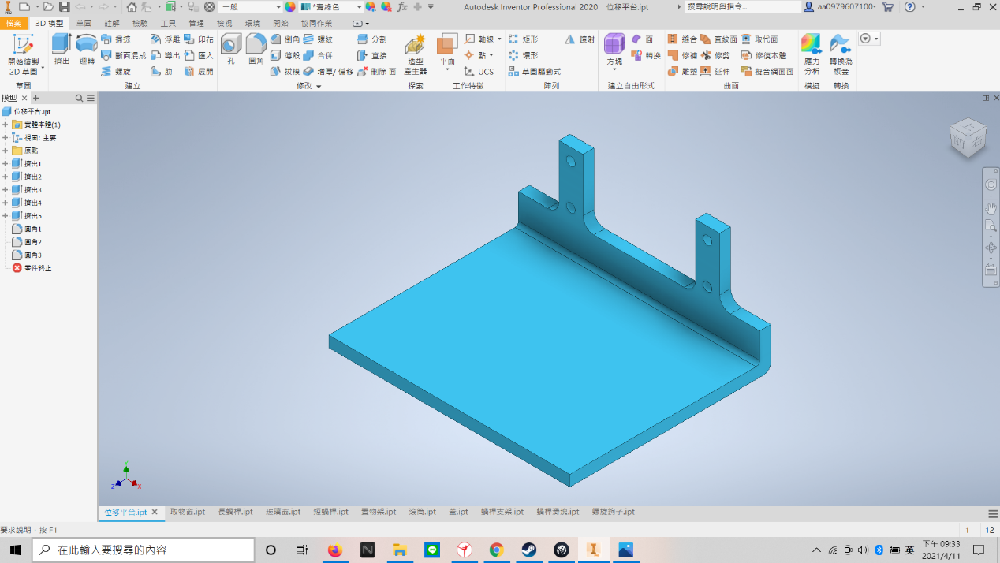 一般
*青綠色
Autodesk Inventor Professional 2020 位移平台.ipt
搜尋說明與指令...
aa0979607100
檔案 3D 模型 草圖 註解 檢驗 工具 管理 檢視 環境 開始 協同作業
開始繪製
2D 草圖
草圖
擠出
迴轉
掃掠 浮雕 印花
斷面混成 導出 匯入
螺旋 肋 展開
建立
孔
圓角
倒角 螺紋 分割
薄殼 合併 直接
拔模 增厚/偏移 刪除 面
修改
造型
產生器
探索
平面
動線
點
UCS
工作特徵
矩形 鏡射
環形
草圖驅動式
陣列
方塊
面
轉換
建立自由形式
縫合 直紋面 取代面
修補 修剪 修復本體
雕塑 延伸 擬合網面面
曲面
應力
分析
模擬
轉換為
板金
轉換
模型
位移平台.ipt
實體本體(1)
視圖: 主要
原點
擠出1
擠出2
擠出3
擠出4
擠出5
圓角1
圓角2
圓角3
零件終止
上
前 右
Y
Z X
位移平台.ipt 取物窗.ipt 長蝸桿.ipt 玻璃窗.ipt 短蝸桿.ipt 置物架.ipt 滾筒.ipt 蓋.ipt 蝸桿支架.ipt 蝸桿滑塊.ipt 螺旋鉤子.ipt
要求說明，按 F1
1 12
在此輸入要搜尋的內容
英
下午 09:33
2021/4/11